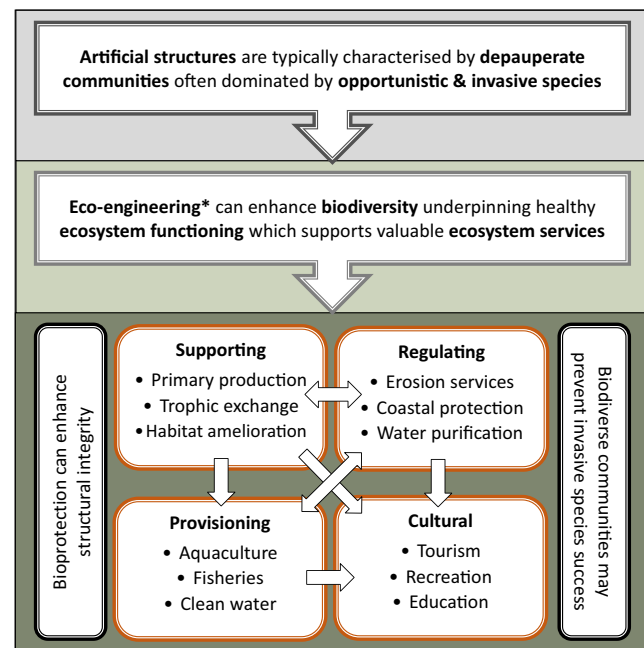 Artificial structures are typically characterised by depauperate
communities often dominated by opportunistic & invasive species
Eco-engineering* can enhance biodiversity underpinning healthy
ecosystem functioning which supports valuable ecosystem services
Bioprotection can enhance
structural integrity
Supporting
• Primary production
• Trophic exchange
• Habitat amelioration
Regulating
• Erosion services
• Coastal protection
• Water purification
Provisioning
• Aquaculture
• Fisheries
• Clean water
Cultural
• Tourism
• Recreation
• Education
Biodiverse communities may
prevent invasive species success